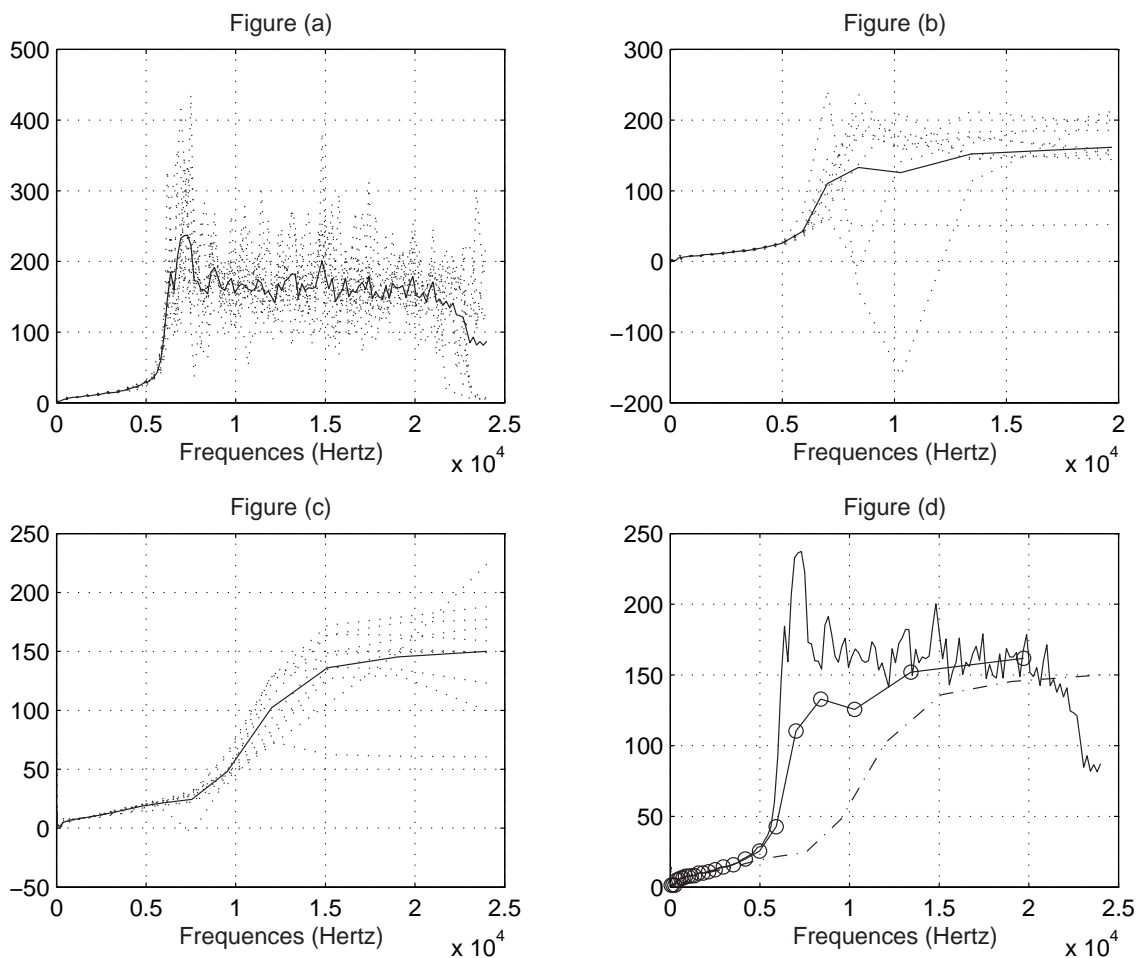 Figure (a)
500
400
300
200
100
0
0 0.5 1 1.5 2 2.5
Frequences (Hertz)
x 10^4
Figure (b)
300
200
100
0
−100
−200
0 0.5 1 1.5 2
Frequences (Hertz)
x 10^4
Figure (c)
250
200
150
100
50
0
−50
0 0.5 1 1.5 2 2.5
Frequences (Hertz)
x 10^4
Figure (d)
250
200
150
100
50
0
0 0.5 1 1.5 2 2.5
Frequences (Hertz)
x 10^4